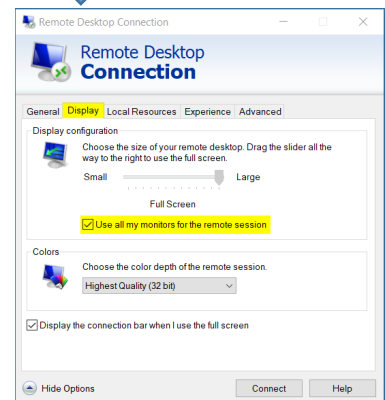 Remote Desktop Connection
Remote Desktop
Connection
General Display Local Resources Experience Advanced
Display configuration
Choose the size of your remote desktop. Drag the slider all the
way to the right to use the full screen.
Small Large
Full Screen
Use all my monitors for the remote session
Colors
Choose the color depth of the remote session.
Highest Quality (32 bit)
Display the connection bar when I use the full screen
Hide Options Connect Help